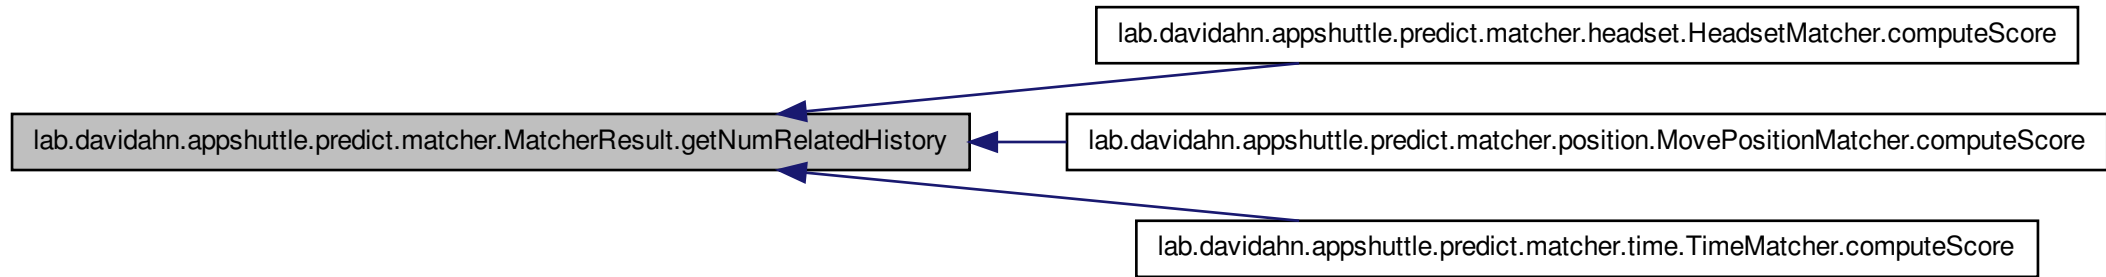 lab.davidahn.appshuttle.predict.matcher.headset.HeadsetMatcher.computeScore
lab.davidahn.appshuttle.predict.matcher.MatcherResult.getNumRelatedHistory
lab.davidahn.appshuttle.predict.matcher.position.MovePositionMatcher.computeScore
lab.davidahn.appshuttle.predict.matcher.time.TimeMatcher.computeScore